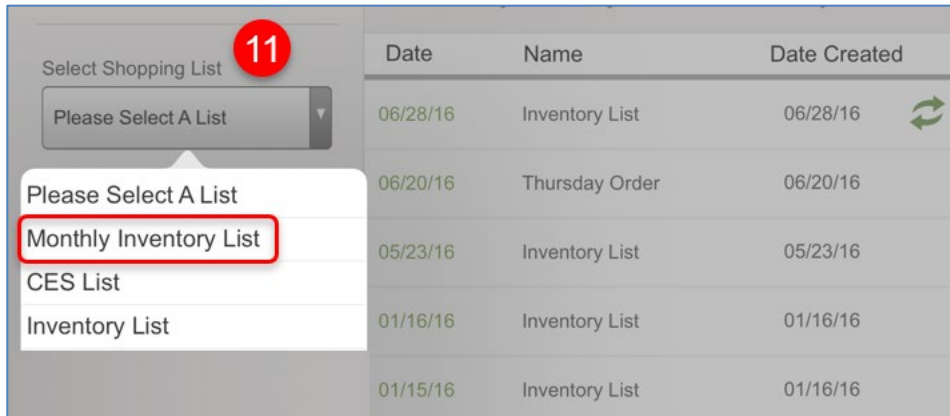 11
Select Shopping List
Please Select A List
Please Select A List
Monthly Inventory List
CES List
Inventory List
Date Name Date Created
06/28/16 Inventory List 06/28/16
06/20/16 Thursday Order 06/20/16
05/23/16 Inventory List 05/23/16
01/16/16 Inventory List 01/16/16
01/15/16 Inventory List 01/16/16